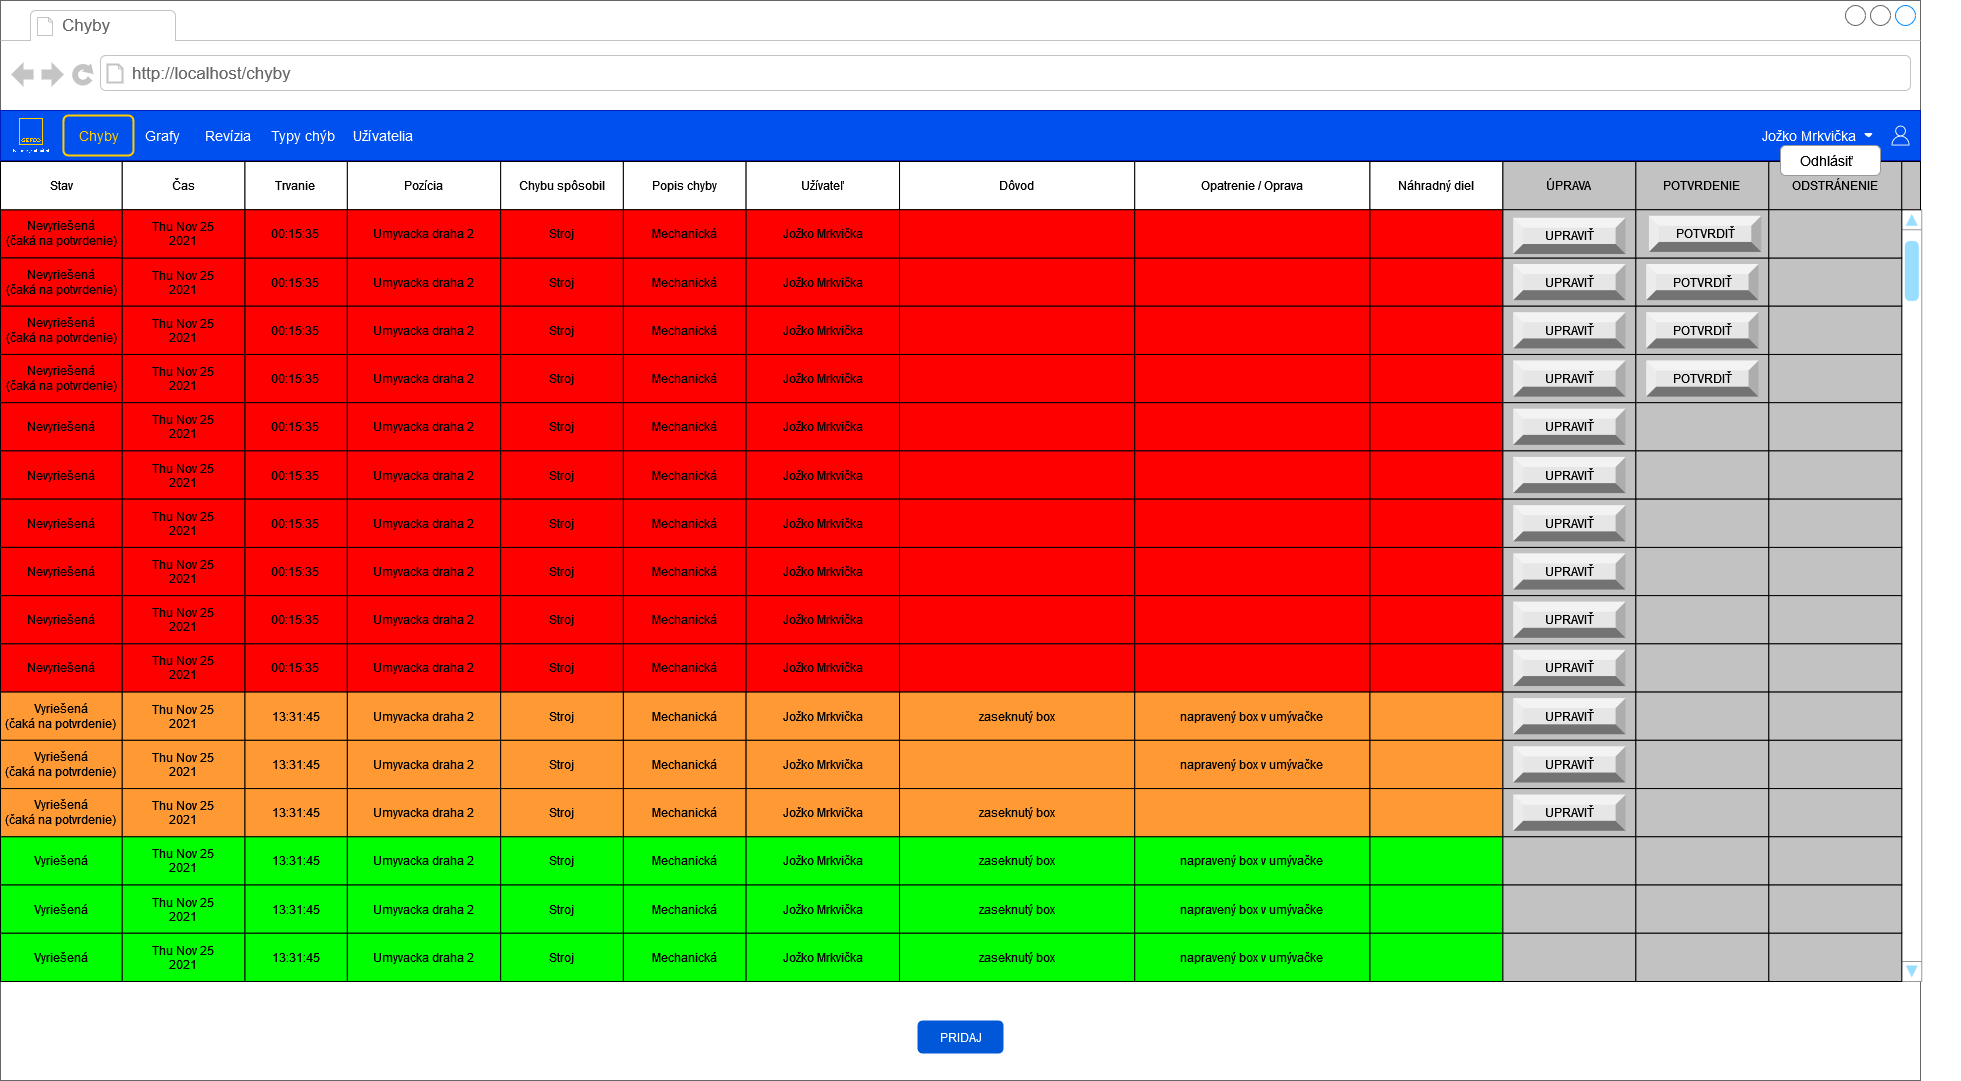 Chyby
http://localhost/chyby
Chyby Grafy Revízia Typy chýb Užívatelia Jožko Mrkvička
Odhlásiť
Stav Čas Trvanie Pozícia Chybu spôsobil Popis chyby Užívateľ Dôvod Opatrenie / Oprava Náhradný diel ÚPRAVA POTVRDENIE ODSTRÁNENIE
Nevyriešená (čaká na potvrdenie) Thu Nov 25 2021 00:15:35 Umyvacka draha 2 Stroj Mechanická Jožko Mrkvička UPRAVIŤ POTVRDIŤ
Nevyriešená (čaká na potvrdenie) Thu Nov 25 2021 00:15:35 Umyvacka draha 2 Stroj Mechanická Jožko Mrkvička UPRAVIŤ POTVRDIŤ
Nevyriešená (čaká na potvrdenie) Thu Nov 25 2021 00:15:35 Umyvacka draha 2 Stroj Mechanická Jožko Mrkvička UPRAVIŤ POTVRDIŤ
Nevyriešená (čaká na potvrdenie) Thu Nov 25 2021 00:15:35 Umyvacka draha 2 Stroj Mechanická Jožko Mrkvička UPRAVIŤ POTVRDIŤ
Nevyriešená Thu Nov 25 2021 00:15:35 Umyvacka draha 2 Stroj Mechanická Jožko Mrkvička UPRAVIŤ
Nevyriešená Thu Nov 25 2021 00:15:35 Umyvacka draha 2 Stroj Mechanická Jožko Mrkvička UPRAVIŤ
Nevyriešená Thu Nov 25 2021 00:15:35 Umyvacka draha 2 Stroj Mechanická Jožko Mrkvička UPRAVIŤ
Nevyriešená Thu Nov 25 2021 00:15:35 Umyvacka draha 2 Stroj Mechanická Jožko Mrkvička UPRAVIŤ
Nevyriešená Thu Nov 25 2021 00:15:35 Umyvacka draha 2 Stroj Mechanická Jožko Mrkvička UPRAVIŤ
Nevyriešená Thu Nov 25 2021 00:15:35 Umyvacka draha 2 Stroj Mechanická Jožko Mrkvička UPRAVIŤ
Vyriešená (čaká na potvrdenie) Thu Nov 25 2021 13:31:45 Umyvacka draha 2 Stroj Mechanická Jožko Mrkvička zaseknutý box napravený box v umývačke UPRAVIŤ
Vyriešená (čaká na potvrdenie) Thu Nov 25 2021 13:31:45 Umyvacka draha 2 Stroj Mechanická Jožko Mrkvička napravený box v umývačke UPRAVIŤ
Vyriešená (čaká na potvrdenie) Thu Nov 25 2021 13:31:45 Umyvacka draha 2 Stroj Mechanická Jožko Mrkvička zaseknutý box UPRAVIŤ
Vyriešená Thu Nov 25 2021 13:31:45 Umyvacka draha 2 Stroj Mechanická Jožko Mrkvička zaseknutý box napravený box v umývačke
Vyriešená Thu Nov 25 2021 13:31:45 Umyvacka draha 2 Stroj Mechanická Jožko Mrkvička zaseknutý box napravený box v umývačke
Vyriešená Thu Nov 25 2021 13:31:45 Umyvacka draha 2 Stroj Mechanická Jožko Mrkvička zaseknutý box napravený box v umývačke
PRIDAJ